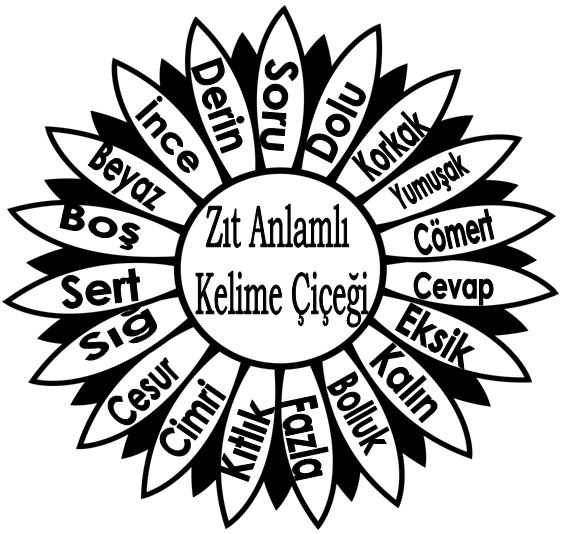 Zıt Anlamlı
Kelime Çiçeği
Soru
Dolu
Korkak
Yumuşak
Cömert
Cevap
Eksik
Kalın
Bolluk
Fazla
Kıtlık
Cimri
Cesur
Sığ
Sert
Boş
Beyaz
İnce
Derin